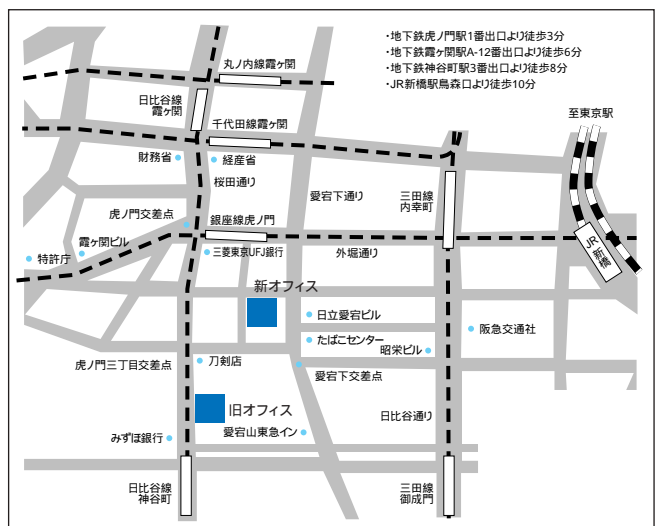 ・地下鉄虎ノ門駅1番出口より徒歩3分
・地下鉄霞ヶ関駅A-12番出口より徒歩6分
・地下鉄神谷町駅3番出口より徒歩8分
・JR新橋駅烏森口より徒歩10分
丸ノ内線霞ヶ関
日比谷線
霞ヶ関
千代田線霞ヶ関
至東京駅
財務省
経産省
桜田通り
愛宕下通り
三田線
内幸町
虎ノ門交差点
銀座線虎ノ門
霞ヶ関ビル
特許庁
三菱東京UFJ銀行
外堀通り
JR新橋
新オフィス
日立愛宕ビル
阪急交通社
たばこセンター
昭栄ビル
虎ノ門三丁目交差点
刀剣店
愛宕下交差点
旧オフィス
日比谷通り
みずほ銀行
愛宕山東急イン
日比谷線
神谷町
三田線
御成門